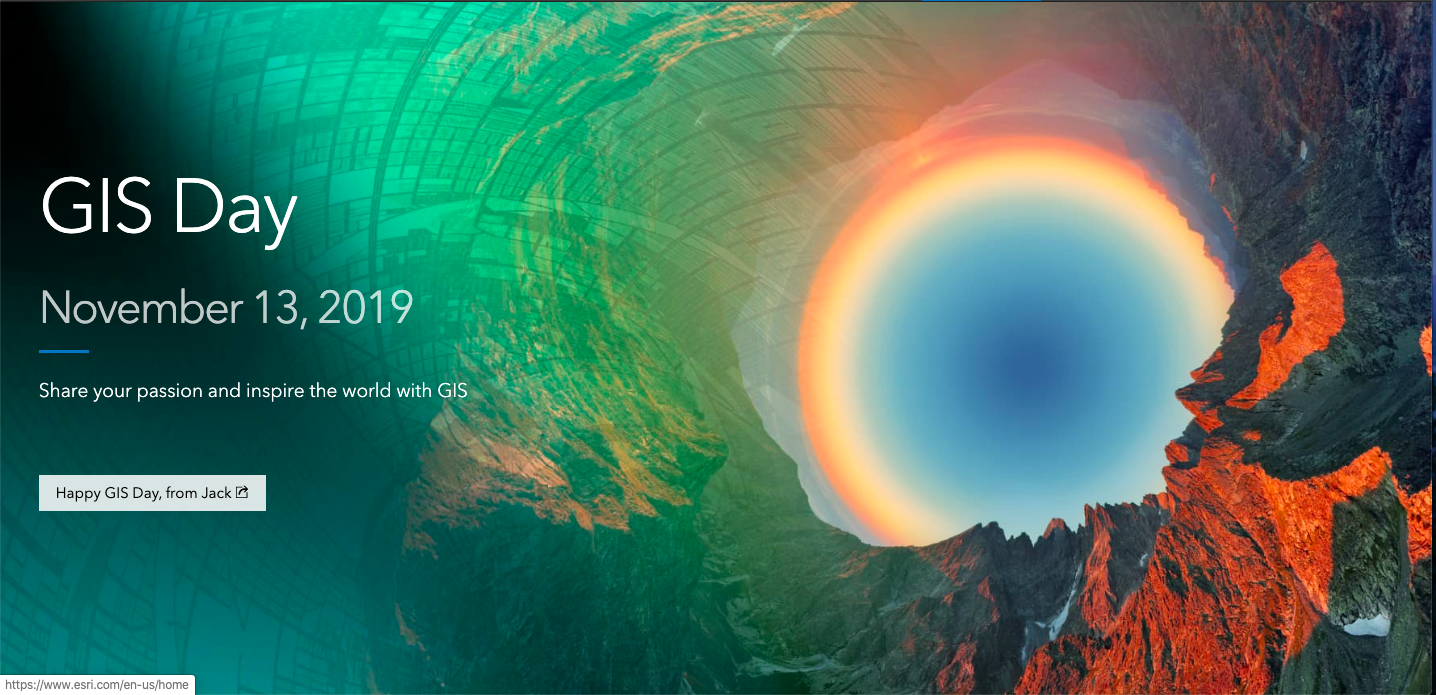 GIS Day
November 13, 2019
Share your passion and inspire the world with GIS
Happy GIS Day, from Jack
https://www.esri.com/en-us/home